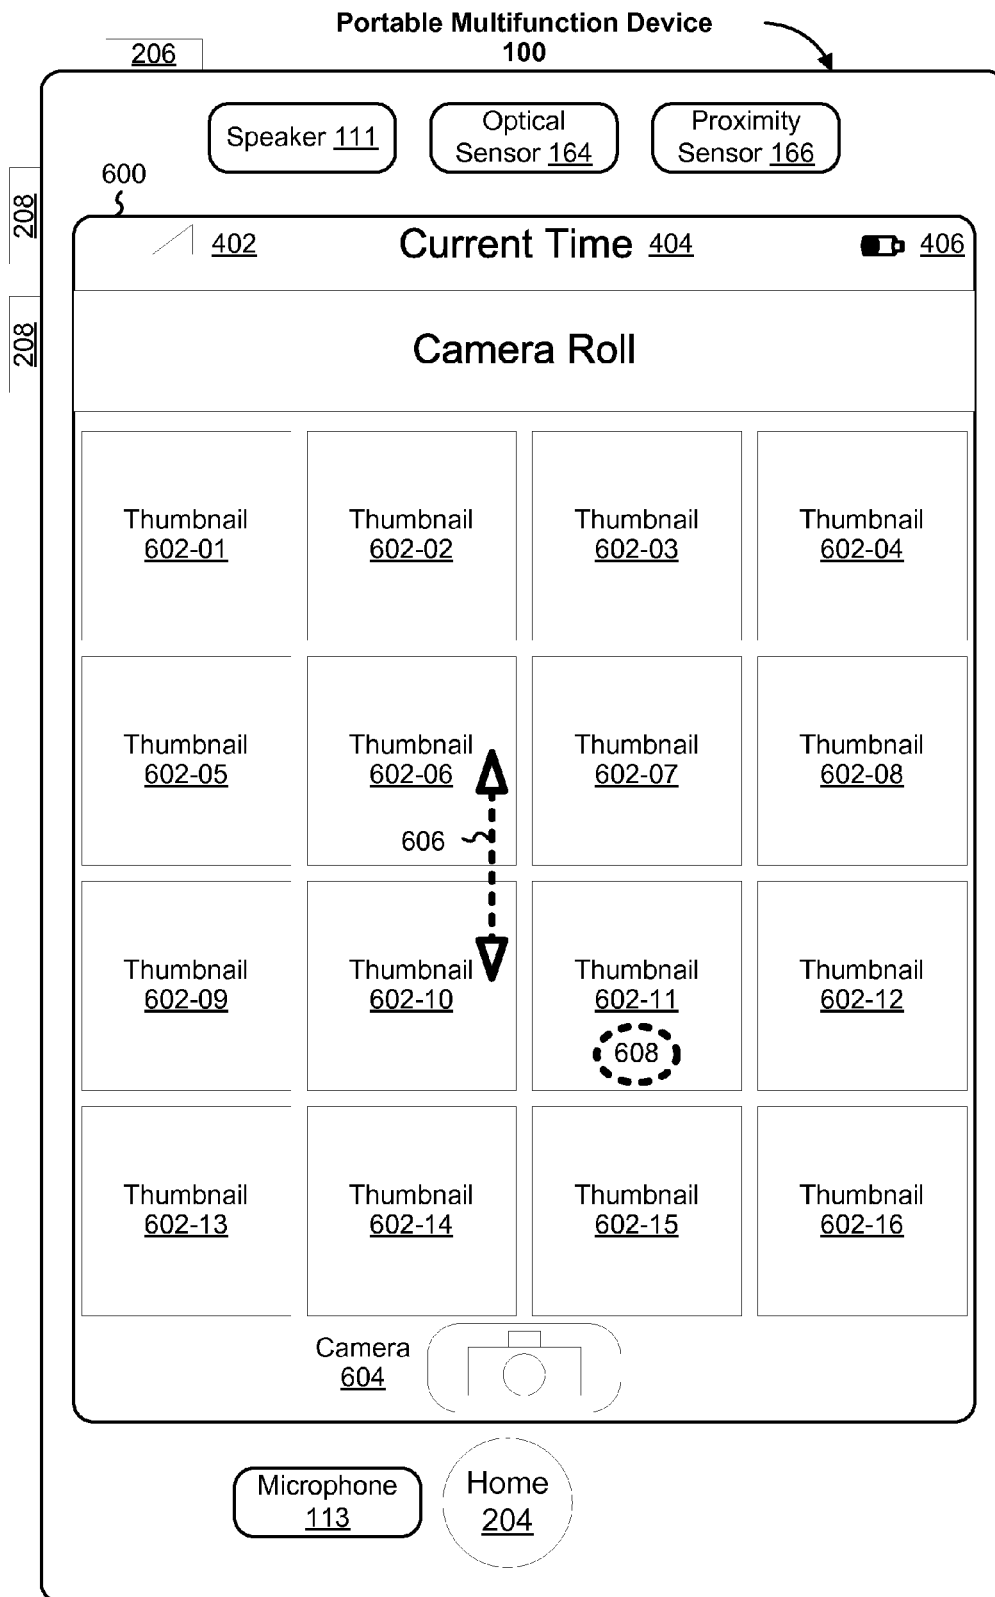 Portable Multifunction Device
100
206
Speaker 111
Optical
Sensor 164
Proximity
Sensor 166
600
208
402
Current Time 404
406
208
Camera Roll
Thumbnail
602-01
Thumbnail
602-02
Thumbnail
602-03
Thumbnail
602-04
Thumbnail
602-05
Thumbnail
602-06
Thumbnail
602-07
Thumbnail
602-08
606
Thumbnail
602-09
Thumbnail
602-10
Thumbnail
602-11
Thumbnail
602-12
608
Thumbnail
602-13
Thumbnail
602-14
Thumbnail
602-15
Thumbnail
602-16
Camera
604
Microphone
113
Home
204